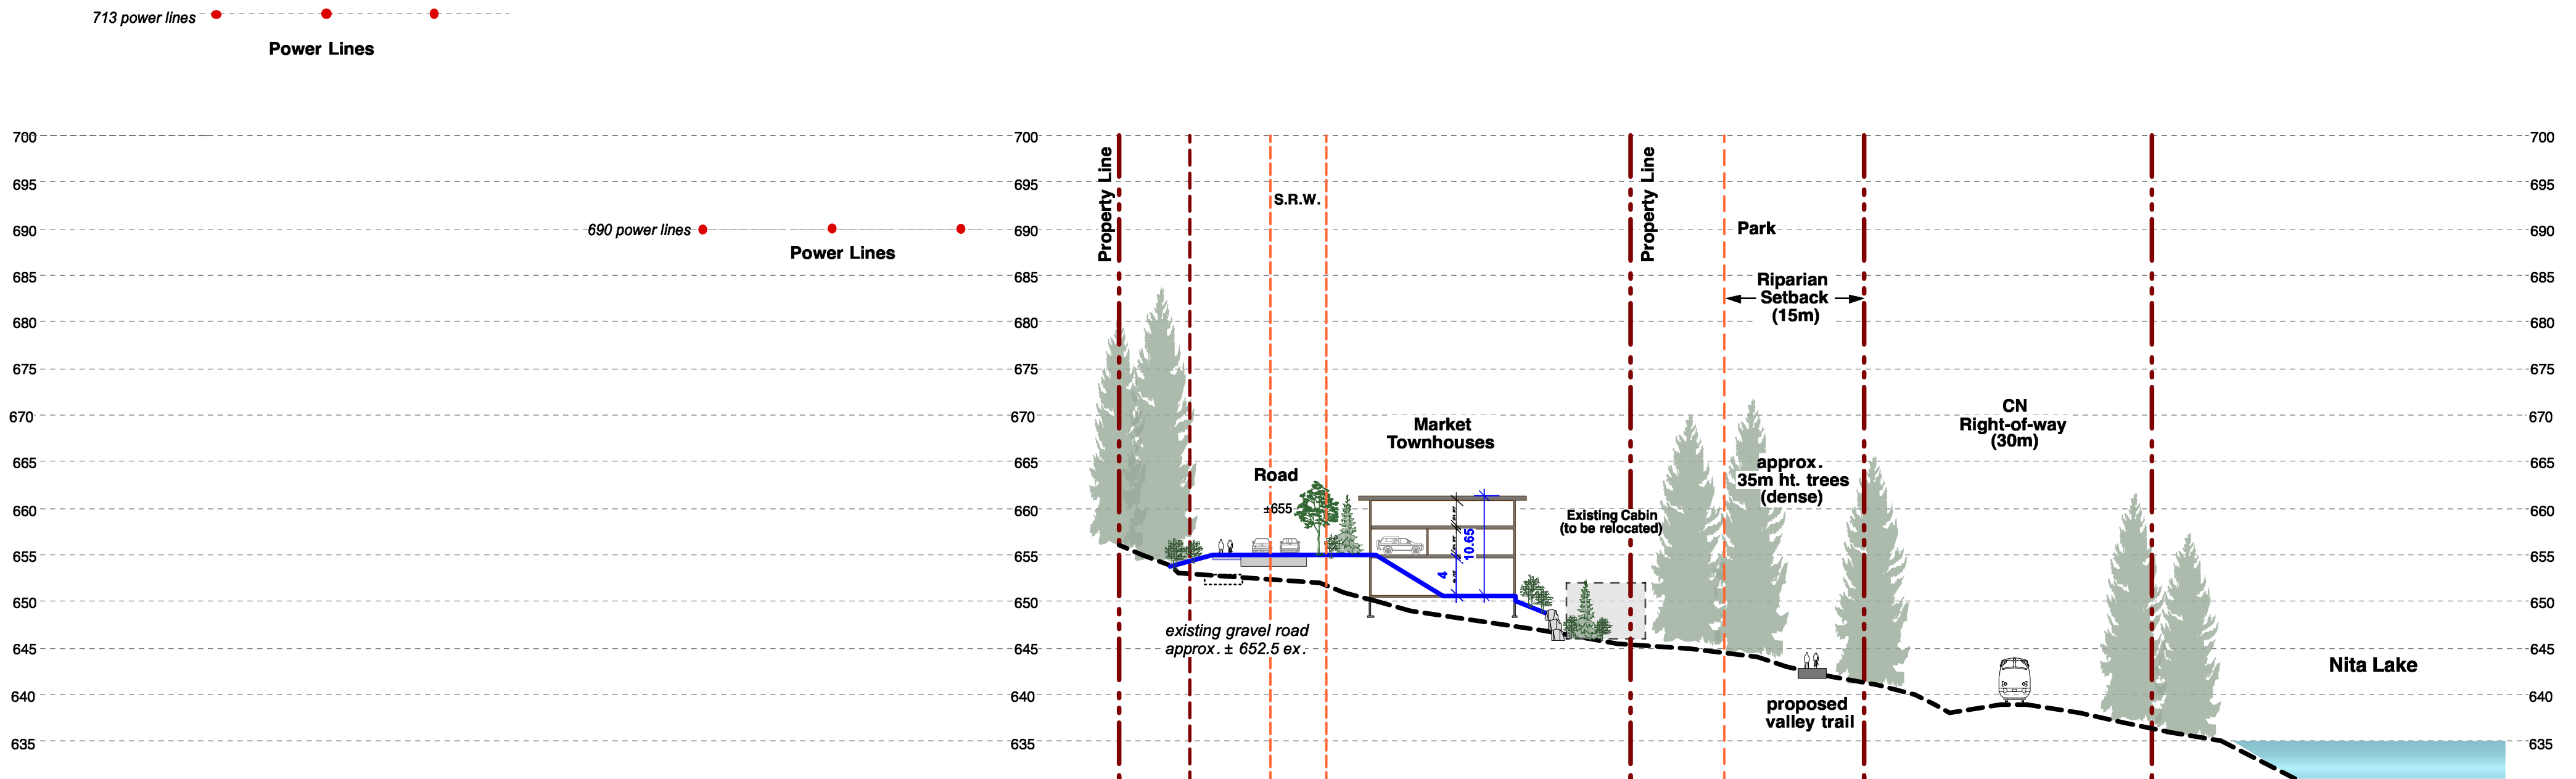 713 power lines
Power Lines
700
700
700
Property Line
Property Line
695
695
695
S.R.W.
690 power lines
690
690
690
Power Lines
Park
685
685
685
Riparian
Setback
(15m)
680
680
680
675
675
675
670
670
670
Market
Townhouses
CN
Right-of-way
(30m)
665
665
665
Road
approx.
35m ht. trees
(dense)
660
660
660
±655
Existing Cabin
(to be relocated)
10.65
4
655
655
655
650
650
650
existing gravel road
approx. ± 652.5 ex.
645
645
645
Nita Lake
640
640
640
proposed
valley trail
635
635
635